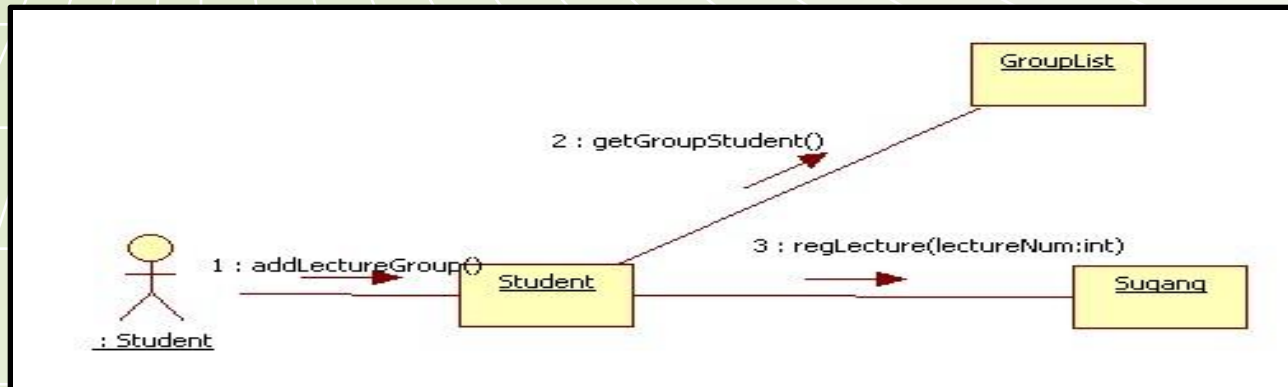 GroupList
2 : getGroupStudent()
3 : regLecture(lectureNum:int)
1 : addLectureGroup()
Student
Sugang
: Student